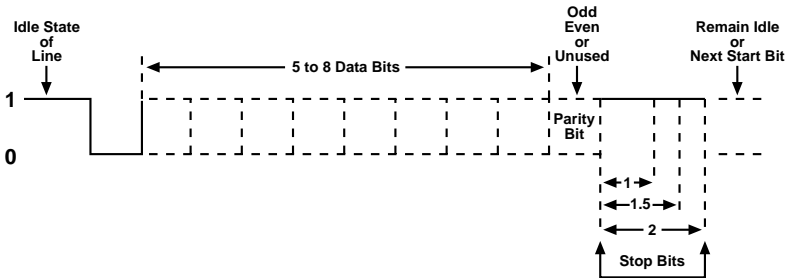 Idle State
of
Line
5 to 8 Data Bits
Odd
Even
or
Unused
Remain Idle
or
Next Start Bit
1
0
Parity
Bit
1
1.5
2
Stop Bits